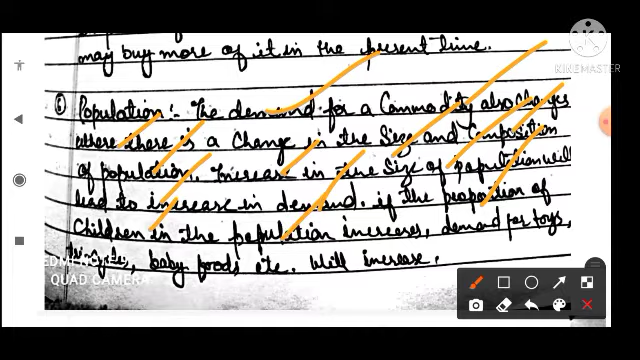 may buy more of it in the present time.
KINEMASTER
6) Population :- The demand for a Commodity also Changes
where there is a Change in the Size and Composition
of population. Increase in the Size of population will
lead to increase in demand. if the proportion of
Children in the population increases, demand for toys,
baby foods etc. Will increase.
QUAD CAMERA